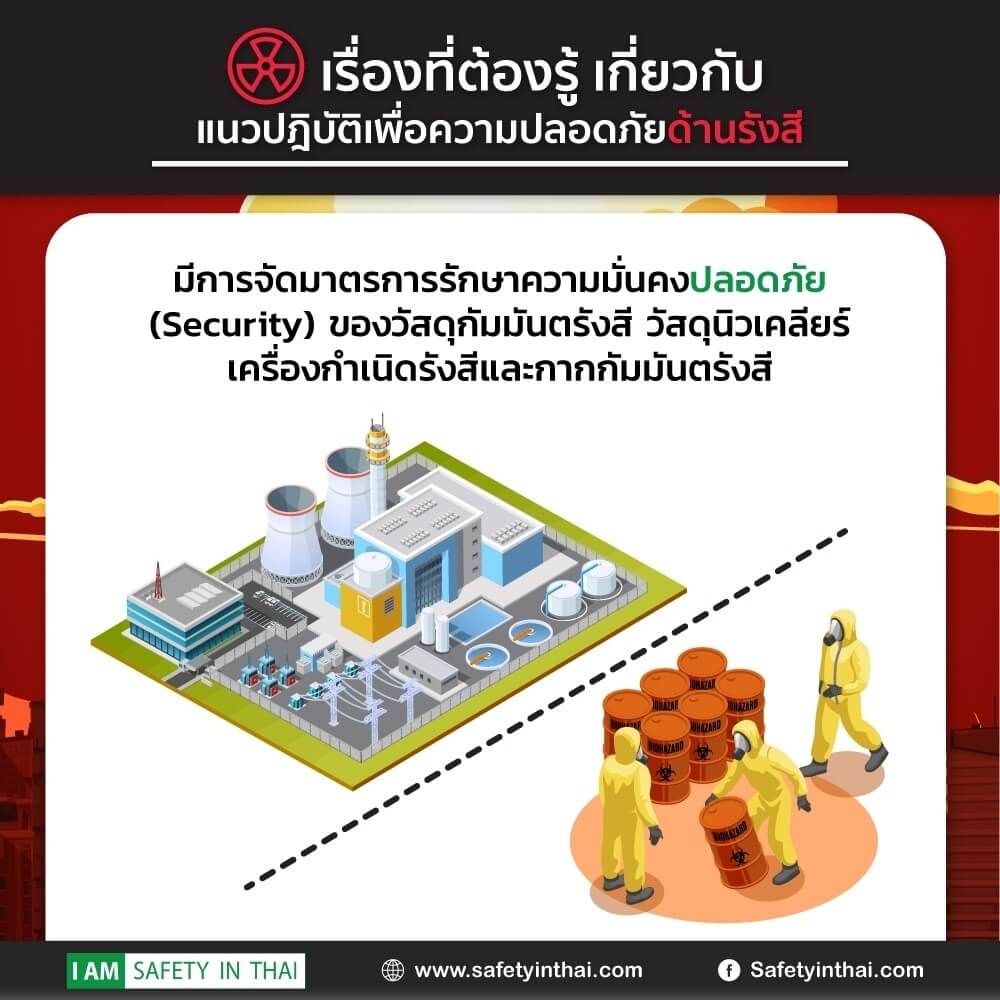 เรื่องที่ต้องรู้ เกี่ยวกับ
แนวปฏิบัติเพื่อความปลอดภัยด้านรังสี
มีการจัดมาตรการรักษาความมั่นคงปลอดภัย
(Security) ของวัสดุกัมมันตรังสี วัสดุนิวเคลียร์
เครื่องกำเนิดรังสีและกากกัมมันตรังสี
BIOHAZARD
BIOHAZARD
BIOHAZARD
BIOHAZARD
BIOHAZARD
I AM SAFETY IN THAI
www.safetyinthai.com
Safetyinthai.com